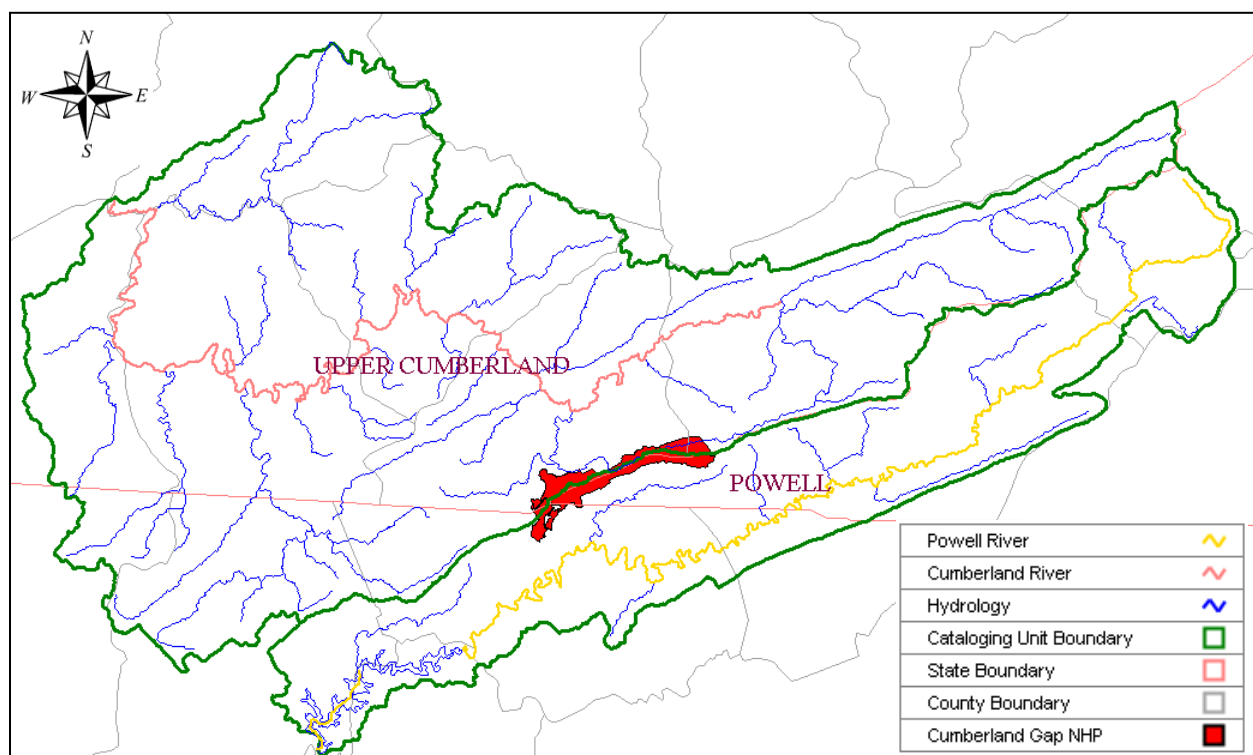 N
W
E
S
UPPER CUMBERLAND
POWELL
Powell River
Cumberland River
Hydrology
Cataloging Unit Boundary
State Boundary
County Boundary
Cumberland Gap NHP